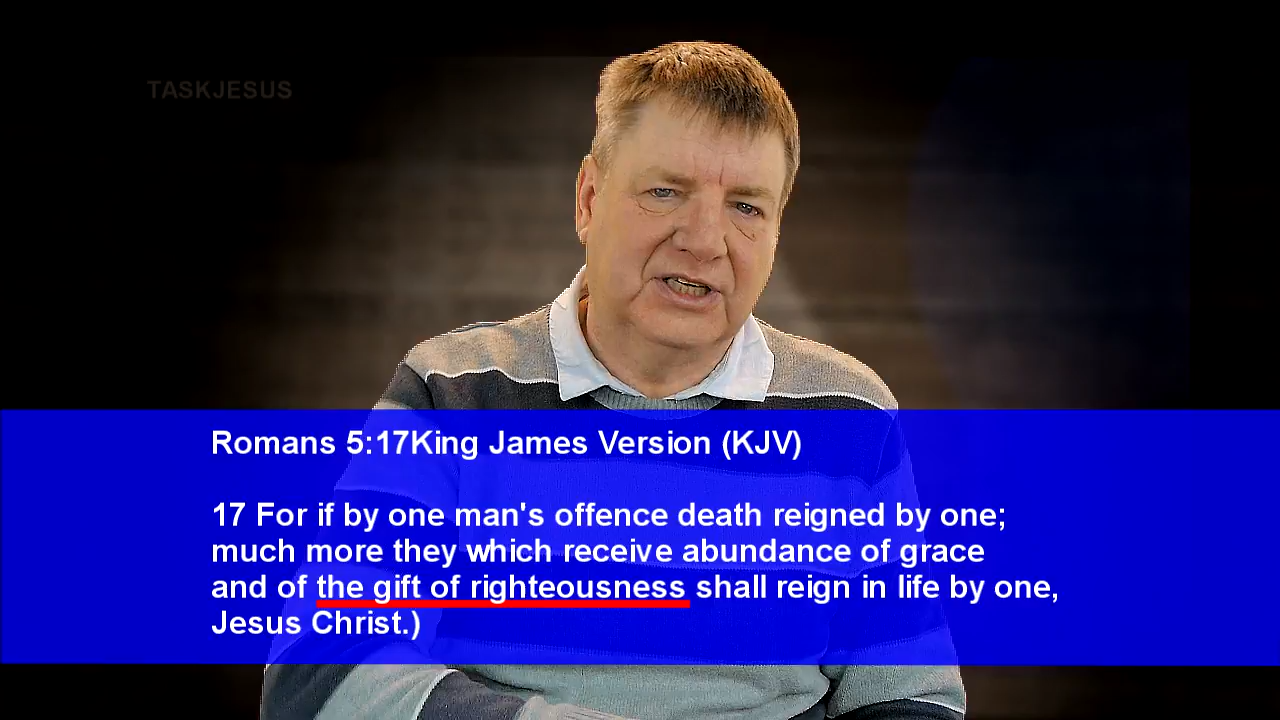 TASKJESUS
Romans 5:17King James Version (KJV)
17 For if by one man's offence death reigned by one;
much more they which receive abundance of grace
and of the gift of righteousness shall reign in life by one,
Jesus Christ.)